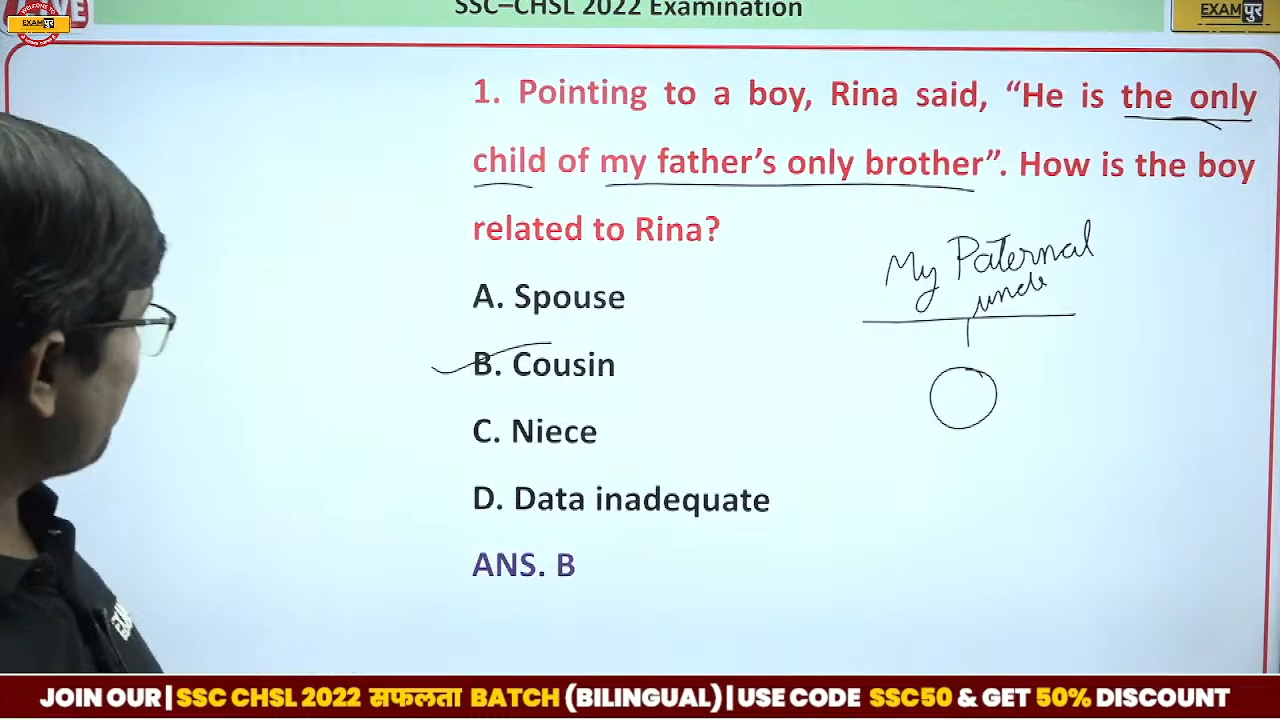 SSC–CHSL 2022 Examination
EXAMपुर
EXAMपुर
1. Pointing to a boy, Rina said, “He is the only
child of my father’s only brother”. How is the boy
related to Rina?
My Paternal
uncle
A. Spouse
B. Cousin
C. Niece
D. Data inadequate
ANS. B
JOIN OUR | SSC CHSL 2022 सफलता BATCH (BILINGUAL) | USE CODE SSC50 & GET 50% DISCOUNT